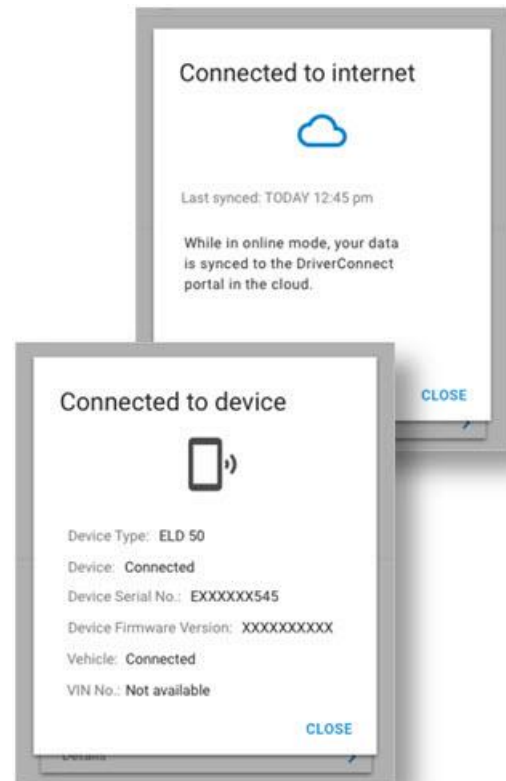 Connected to internet
Last synced: TODAY 12:45 pm
While in online mode, your data
is synced to the DriverConnect
portal in the cloud.
CLOSE
Connected to device
Device Type: ELD 50
Device: Connected
Device Serial No.: EXXXXXX545
Device Firmware Version: XXXXXXXXXX
Vehicle: Connected
VIN No.: Not available
CLOSE
Details